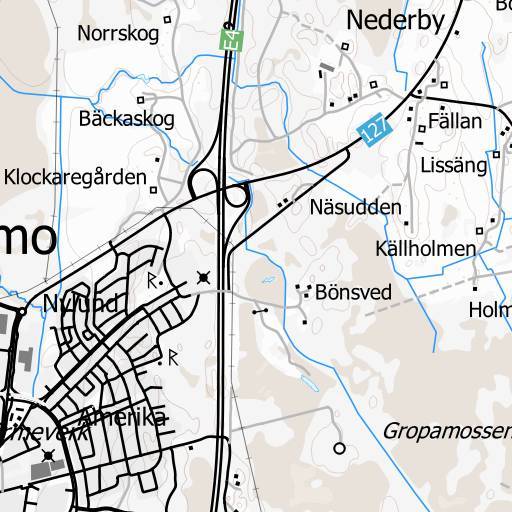 Norrskog
Nederby
E4
Bäckaskog
127
Fällan
Lissäng
Klockaregården
Näsudden
mo
Källholmen
Nylund
Bönsved
Holm
Amerika
Gropamossen